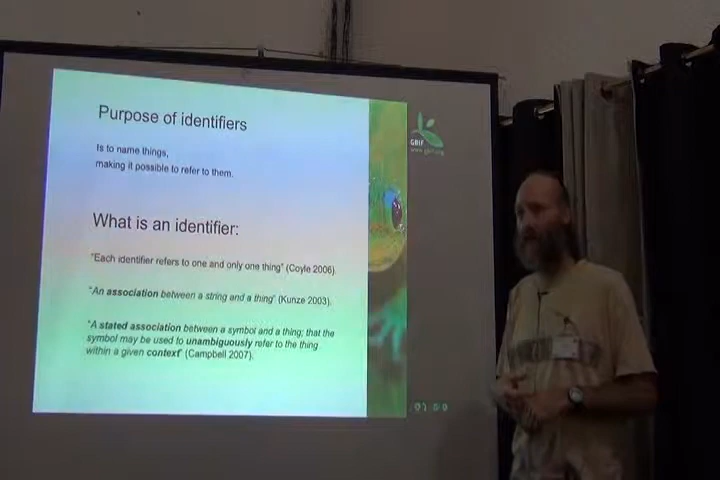 Purpose of identifiers
Is to name things,
making it possible to refer to them.
What is an identifier:
"Each identifier refers to one and only one thing" (Coyle 2006).
"An association between a string and a thing" (Kunze 2003).
"A stated association between a symbol and a thing; that the
symbol may be used to unambiguously refer to the thing
within a given context" (Campbell 2007).
GBIF
www.gbif.org